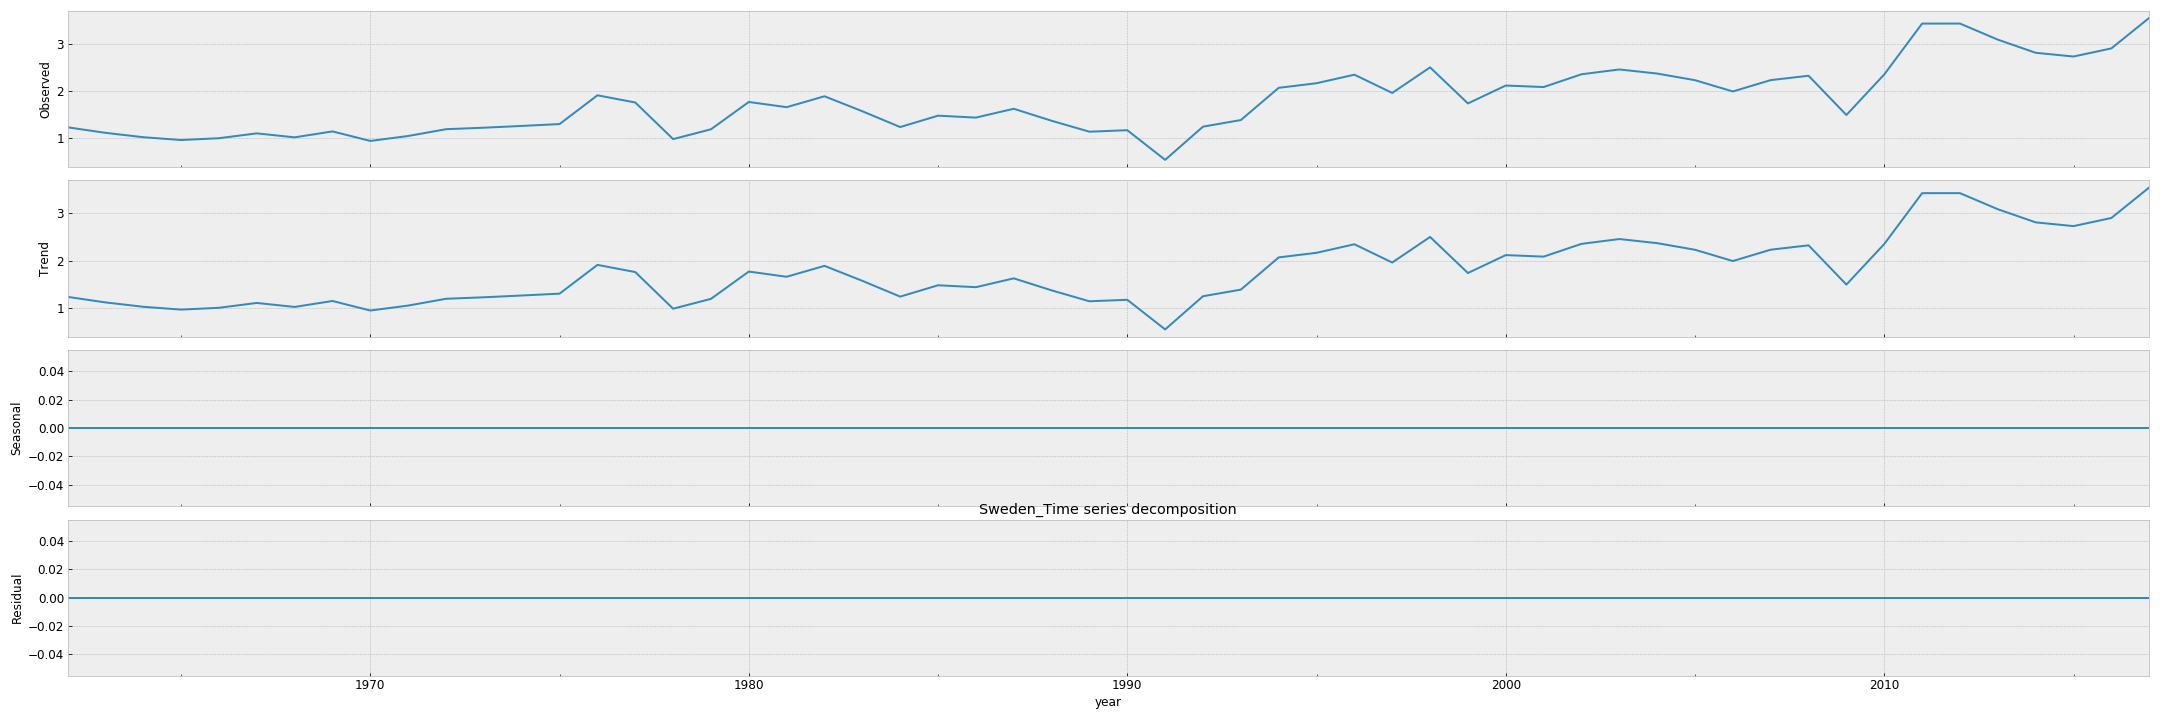 3
2
1
Observed
3
2
1
Trend
0.04
0.02
0.00
−0.02
−0.04
Seasonal
Sweden_Time series decomposition
0.04
0.02
0.00
−0.02
−0.04
Residual
1970 1980 1990 2000 2010
year